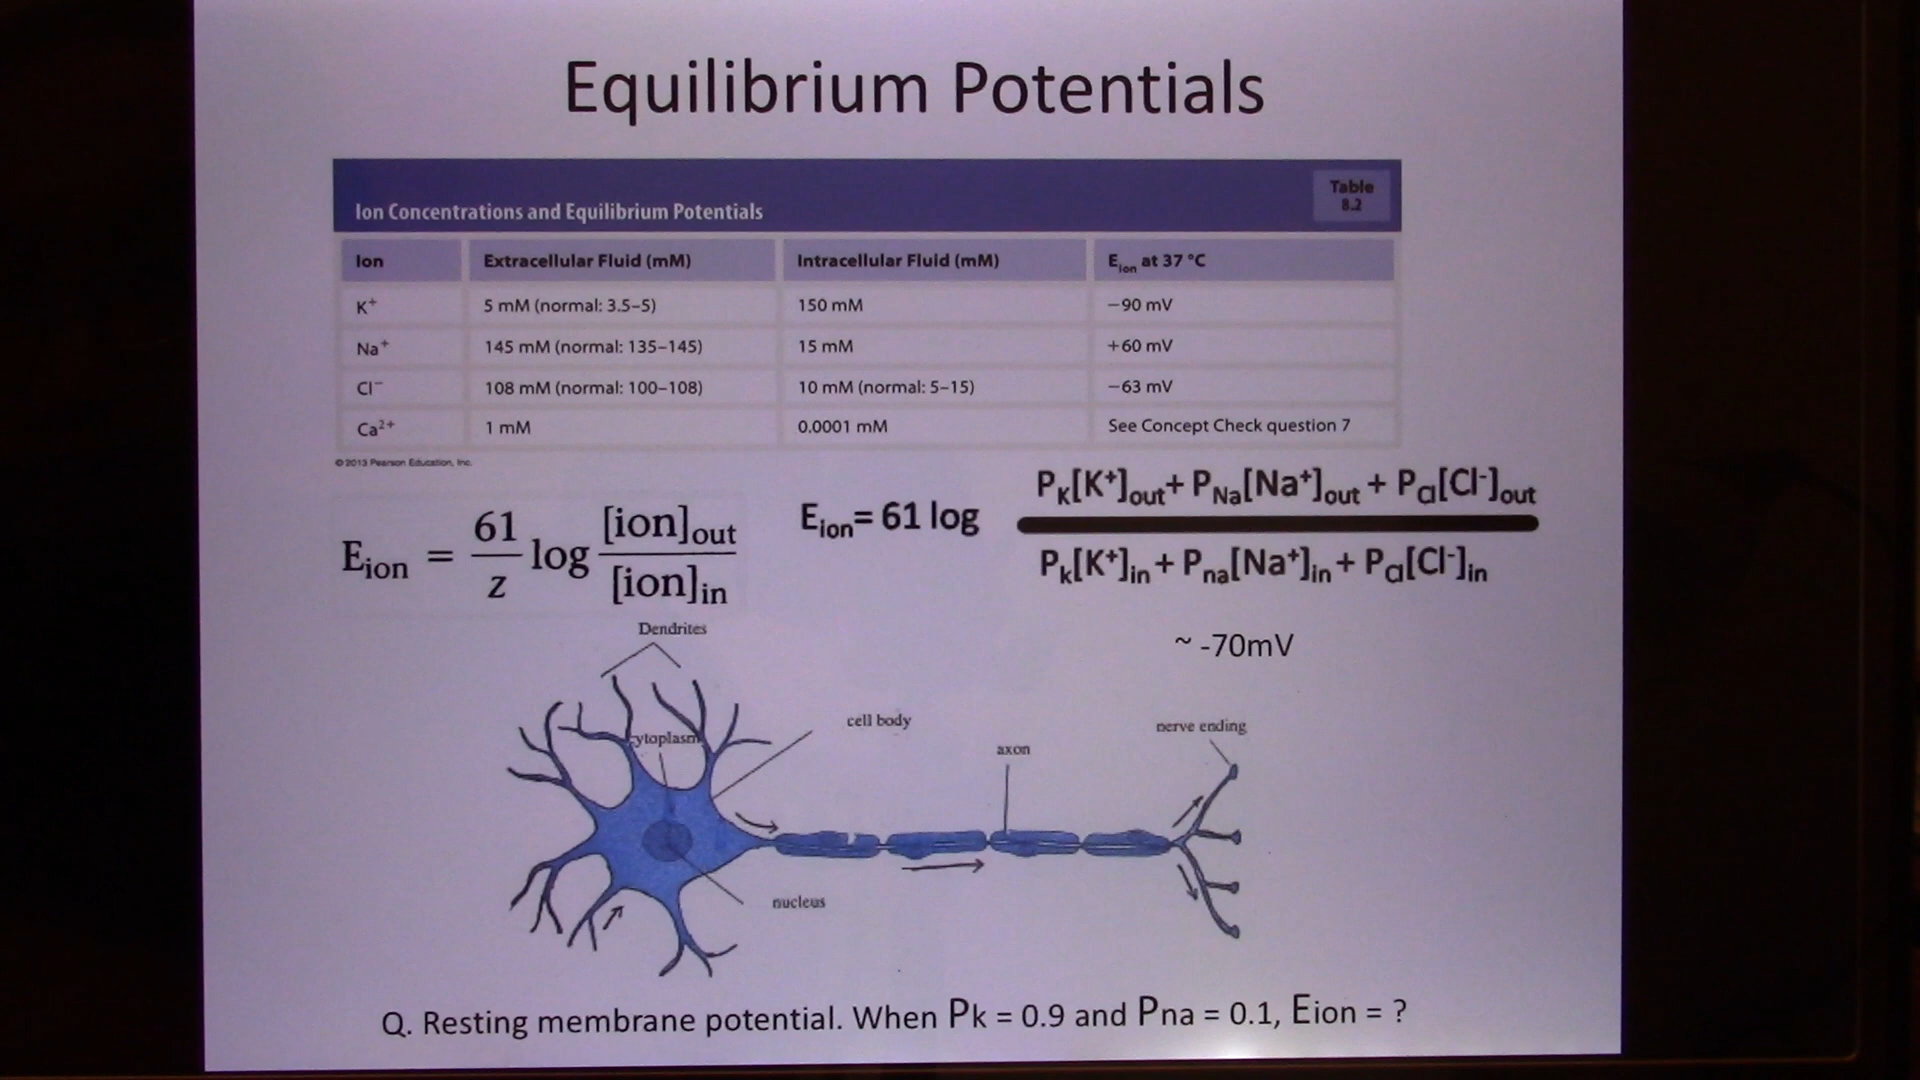 Equilibrium Potentials
Ion Concentrations and Equilibrium Potentials
Table
8.2
Ion Extracellular Fluid (mM) Intracellular Fluid (mM) Eion at 37 °C
K+ 5 mM (normal: 3.5–5) 150 mM −90 mV
Na+ 145 mM (normal: 135–145) 15 mM +60 mV
Cl− 108 mM (normal: 100–108) 10 mM (normal: 5–15) −63 mV
Ca2+ 1 mM 0.0001 mM See Concept Check question 7
© 2013 Pearson Education, Inc.
Eion = 61/z log [ion]out/[ion]in
Eion= 61 log
PK[K+]out+ PNa[Na+]out + PCl[Cl-]out
Pk[K+]in + Pna[Na+]in + PCl[Cl-]in
~ -70mV
Dendrites
ytoplasm
cell body
axon
nerve ending
nucleus
Q. Resting membrane potential. When Pk = 0.9 and Pna = 0.1, Eion = ?